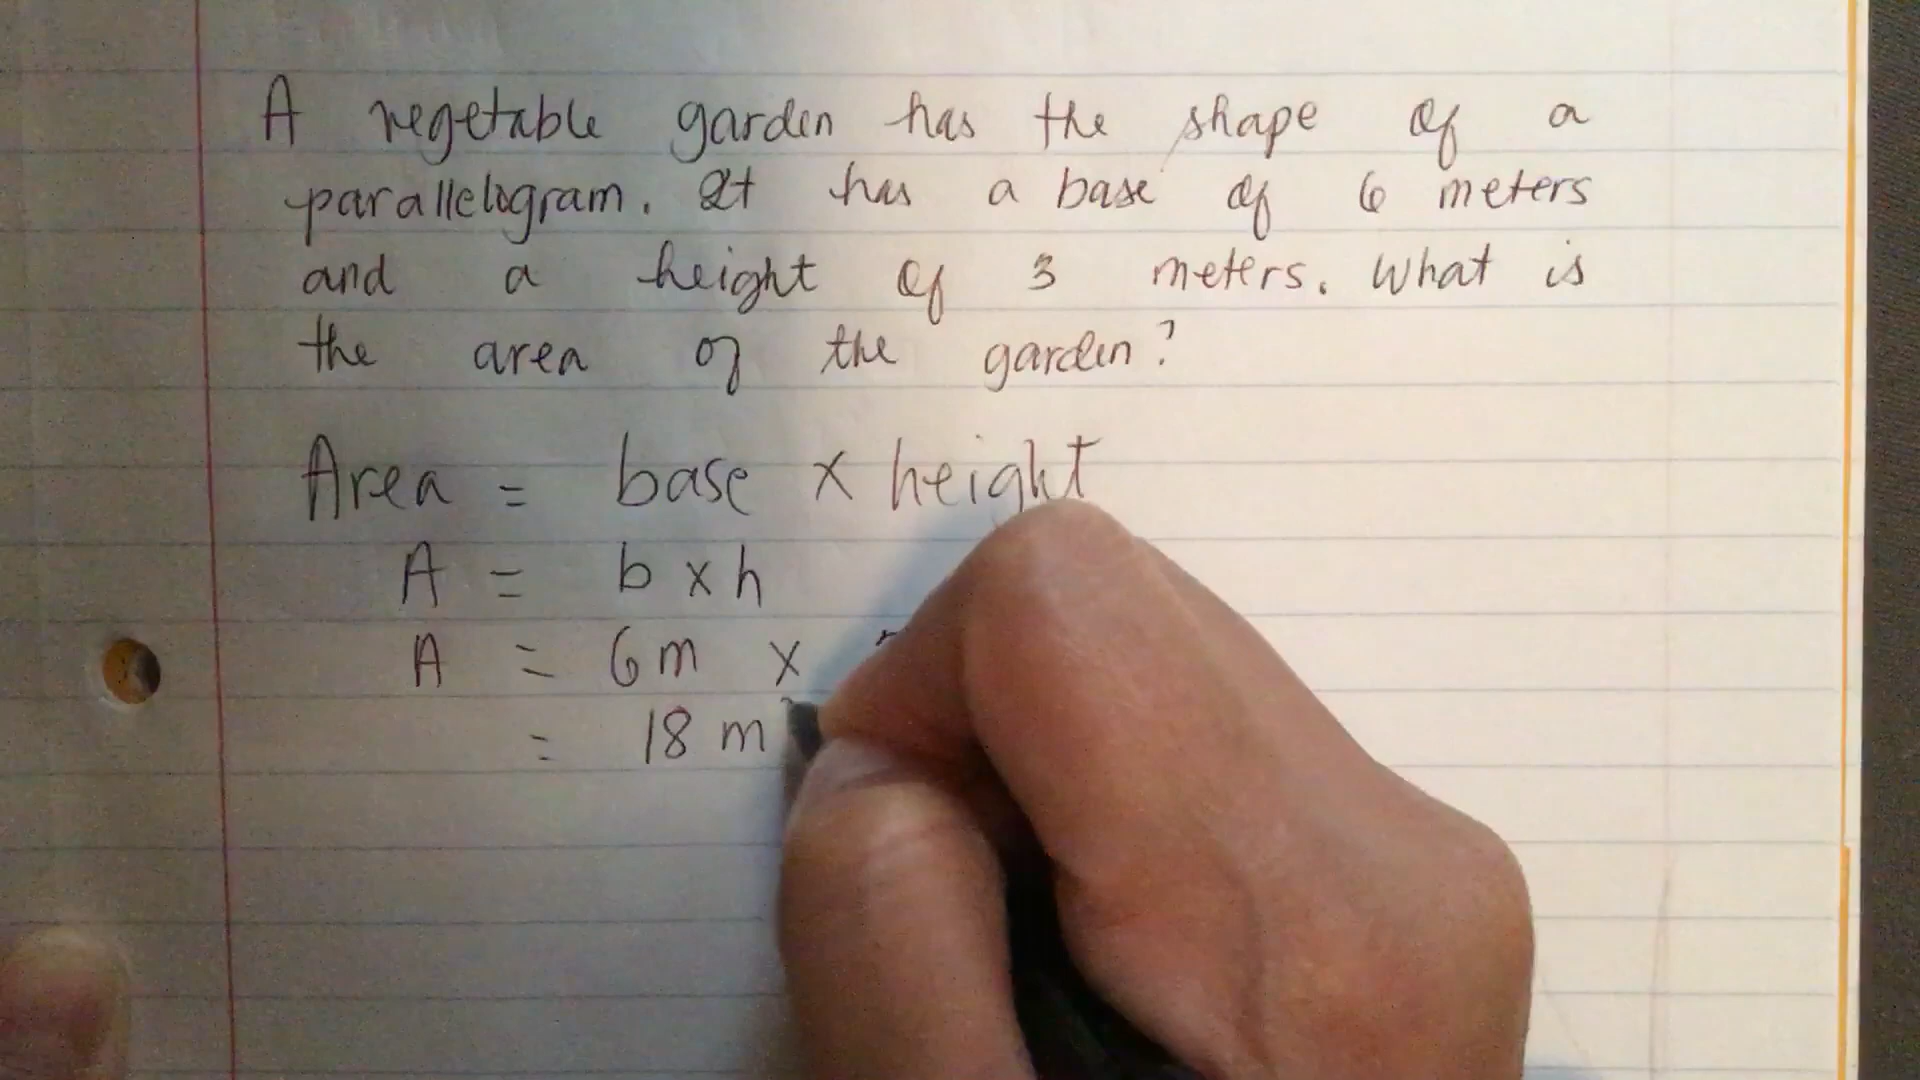 A vegetable garden has the shape of a
parallelogram. It has a base of 6 meters
and a height of 3 meters. What is
the area of the garden?
Area = base x height
A = b x h
A = 6m x
= 18 m